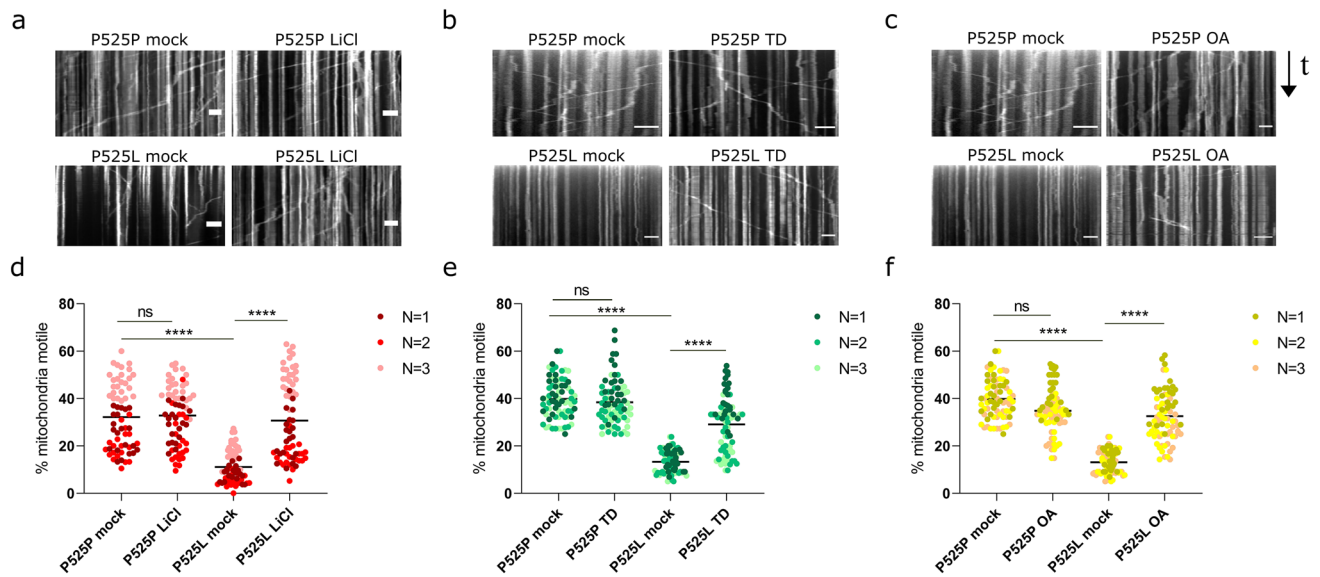 a
b
c
P525P mock
P525P LiCl
P525P mock
P525P TD
P525P mock
P525P OA
t
P525L mock
P525L LiCl
P525L mock
P525L TD
P525L mock
P525L OA
d
e
f
80
60
40
20
0
% mitochondria motile
ns
****
****
N=1
N=2
N=3
P525P mock
P525P LiCl
P525L mock
P525L LiCl
80
60
40
20
0
% mitochondria motile
ns
****
****
N=1
N=2
N=3
P525P mock
P525P TD
P525L mock
P525L TD
80
60
40
20
0
% mitochondria motile
ns
****
****
N=1
N=2
N=3
P525P mock
P525P OA
P525L mock
P525L OA